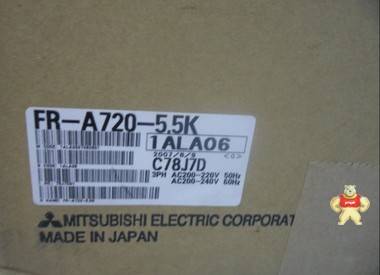 FR-A720-5.5K
1ALA06
C78J7D
3PH AC200-220V 50Hz
AC200-240V 60Hz
MITSUBISHI ELECTRIC CORPORAT
MADE IN JAPAN